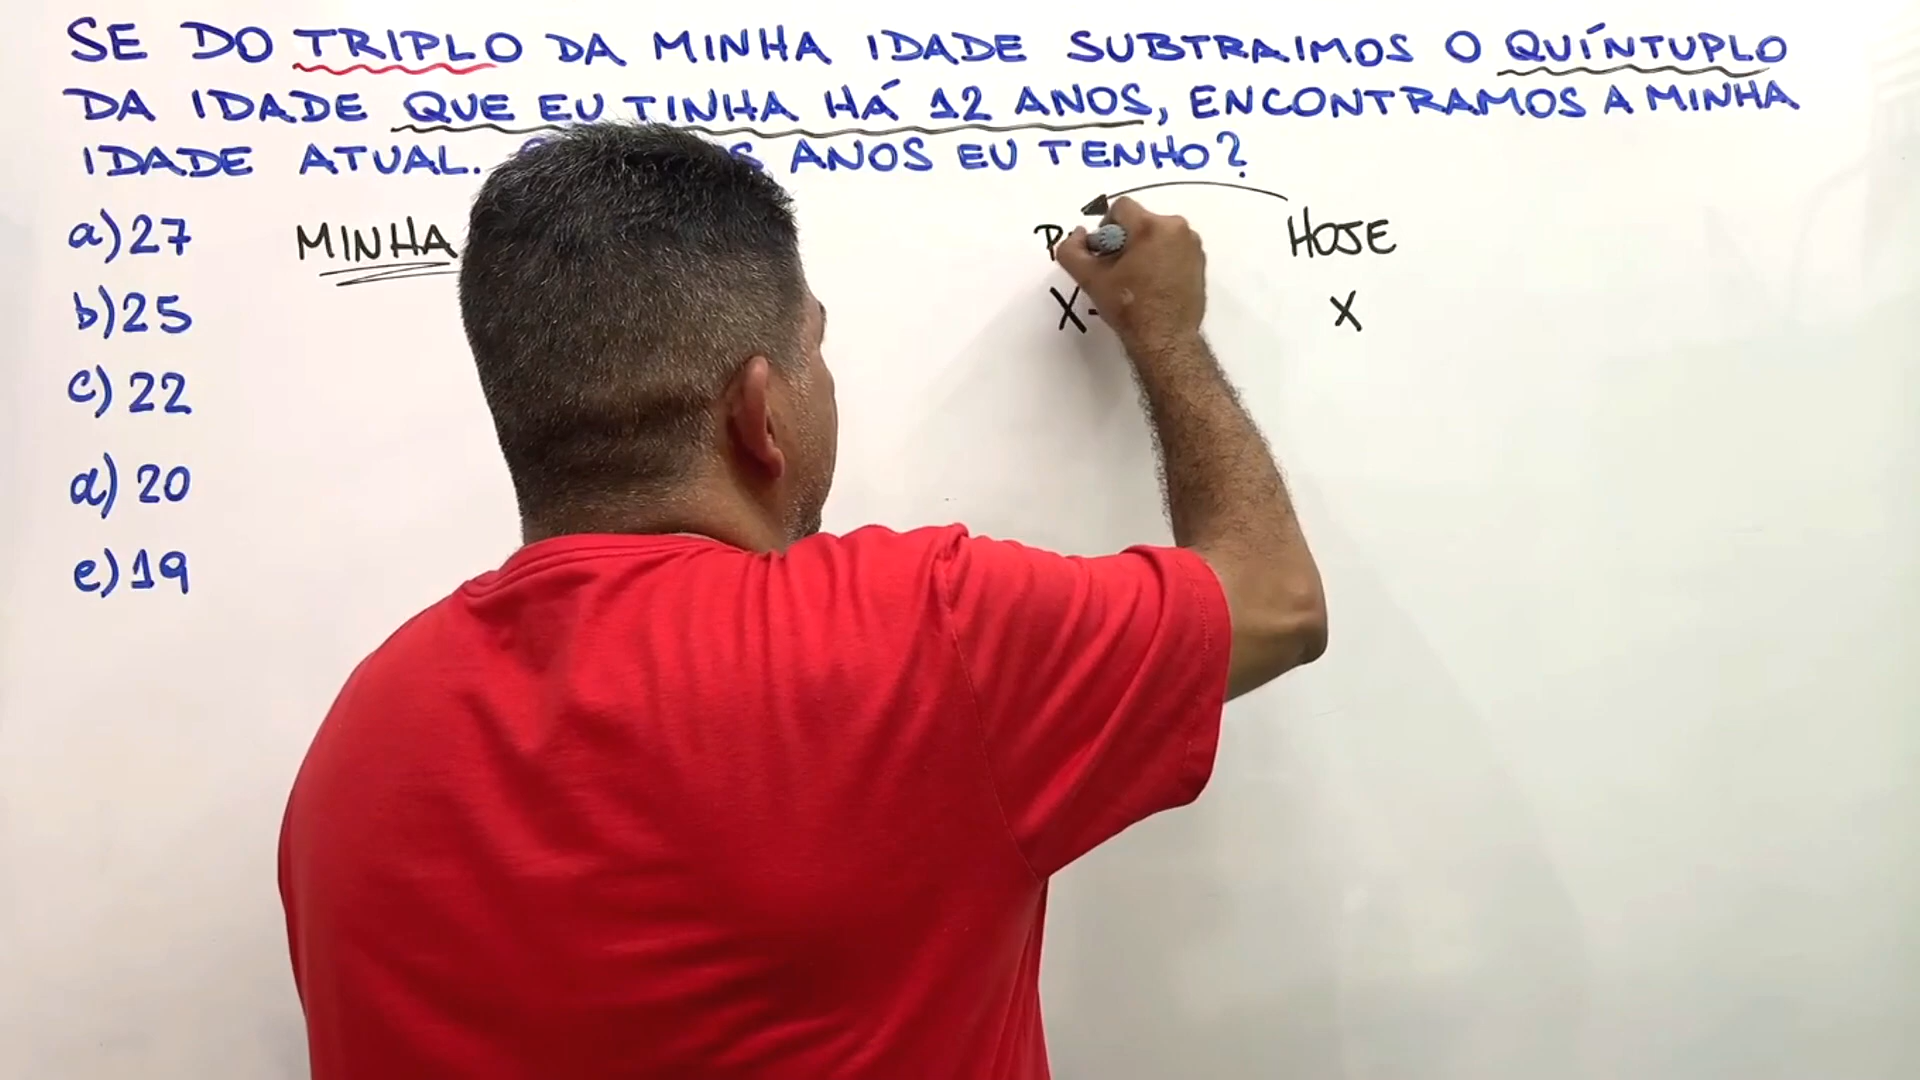 SE DO TRIPLO DA MINHA IDADE SUBTRAIMOS O QUÍNTUPLO
DA IDADE QUE EU TINHA HÁ 12 ANOS, ENCONTRAMOS A MINHA
IDADE ATUAL. ANOS EU TENHO?
a) 27
MINHA
HOJE
b) 25
X-
X
c) 22
d) 20
e) 19